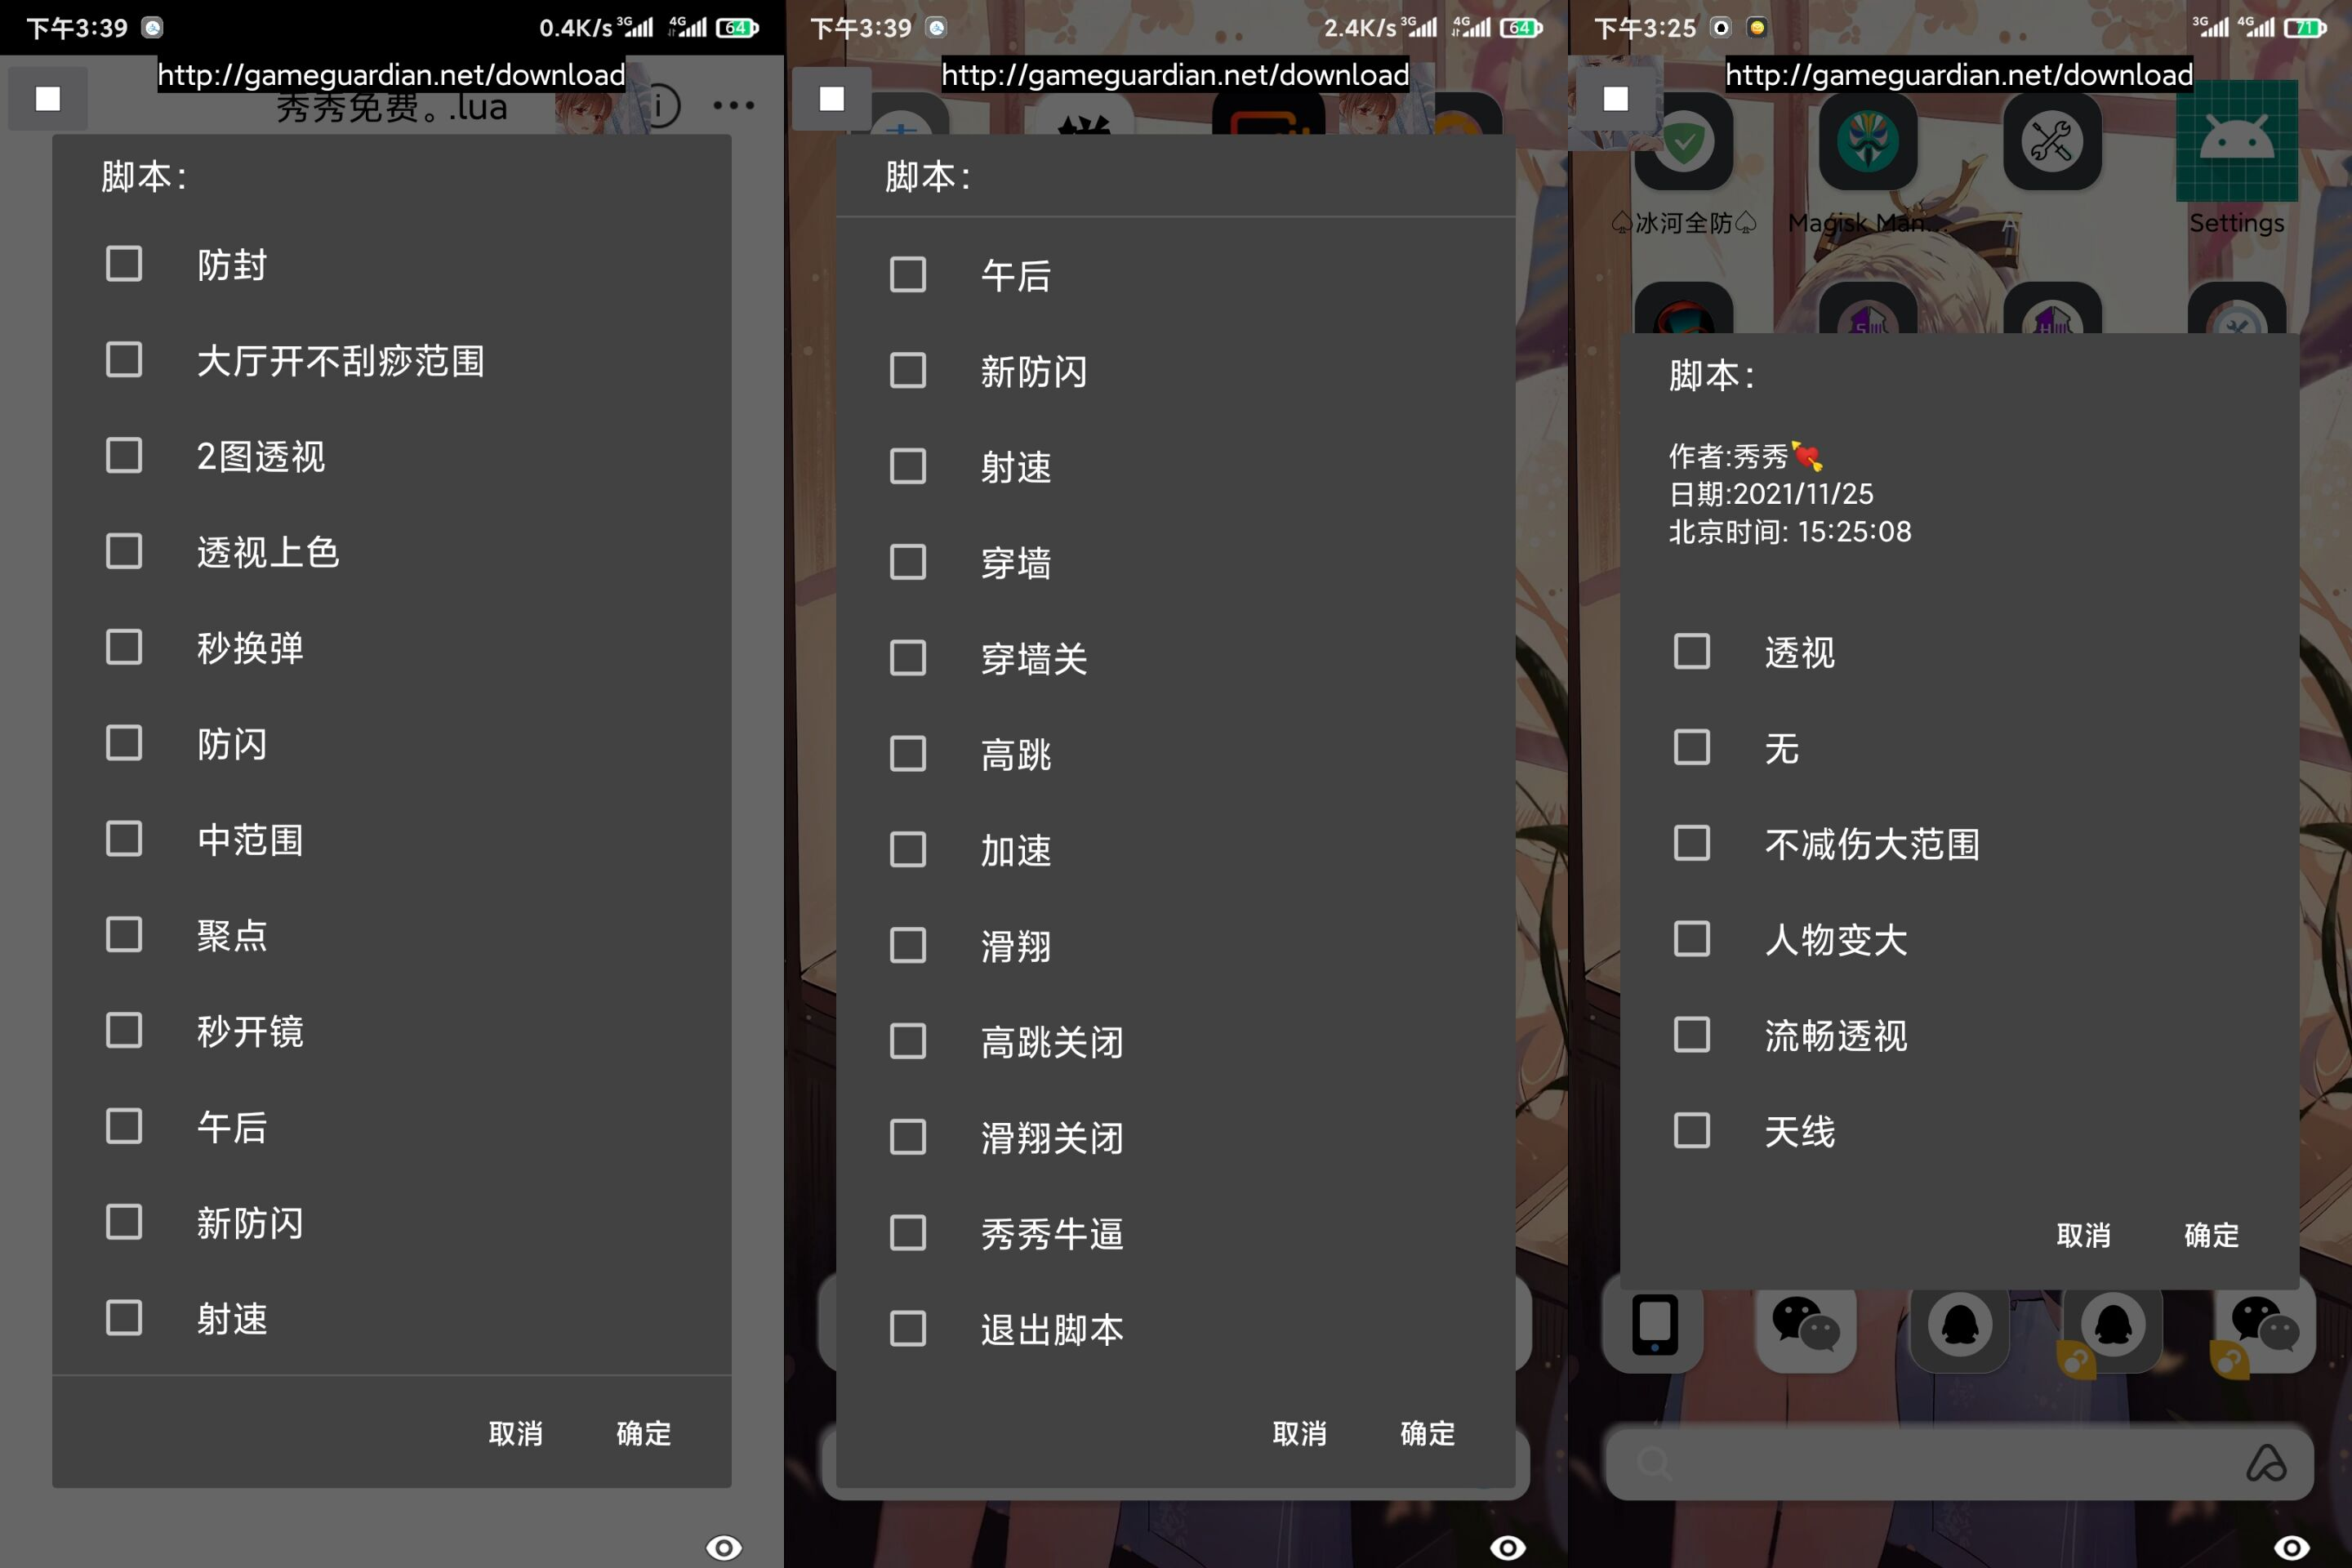 下午3:39
0.4K/s 3G 4G 64
http://gameguardian.net/download
秀秀免费。.lua
脚本：
防封
大厅开不刮痧范围
2图透视
透视上色
秒换弹
防闪
中范围
聚点
秒开镜
午后
新防闪
射速
取消 确定
下午3:39
2.4K/s 3G 4G 64
http://gameguardian.net/download
脚本：
午后
新防闪
射速
穿墙
穿墙关
高跳
加速
滑翔
高跳关闭
滑翔关闭
秀秀牛逼
退出脚本
取消 确定
下午3:25
3G 4G 71
http://gameguardian.net/download
♤冰河全防♤ Magisk Man... A Settings
脚本：
作者:秀秀💘
日期:2021/11/25
北京时间: 15:25:08
透视
无
不减伤大范围
人物变大
流畅透视
天线
取消 确定